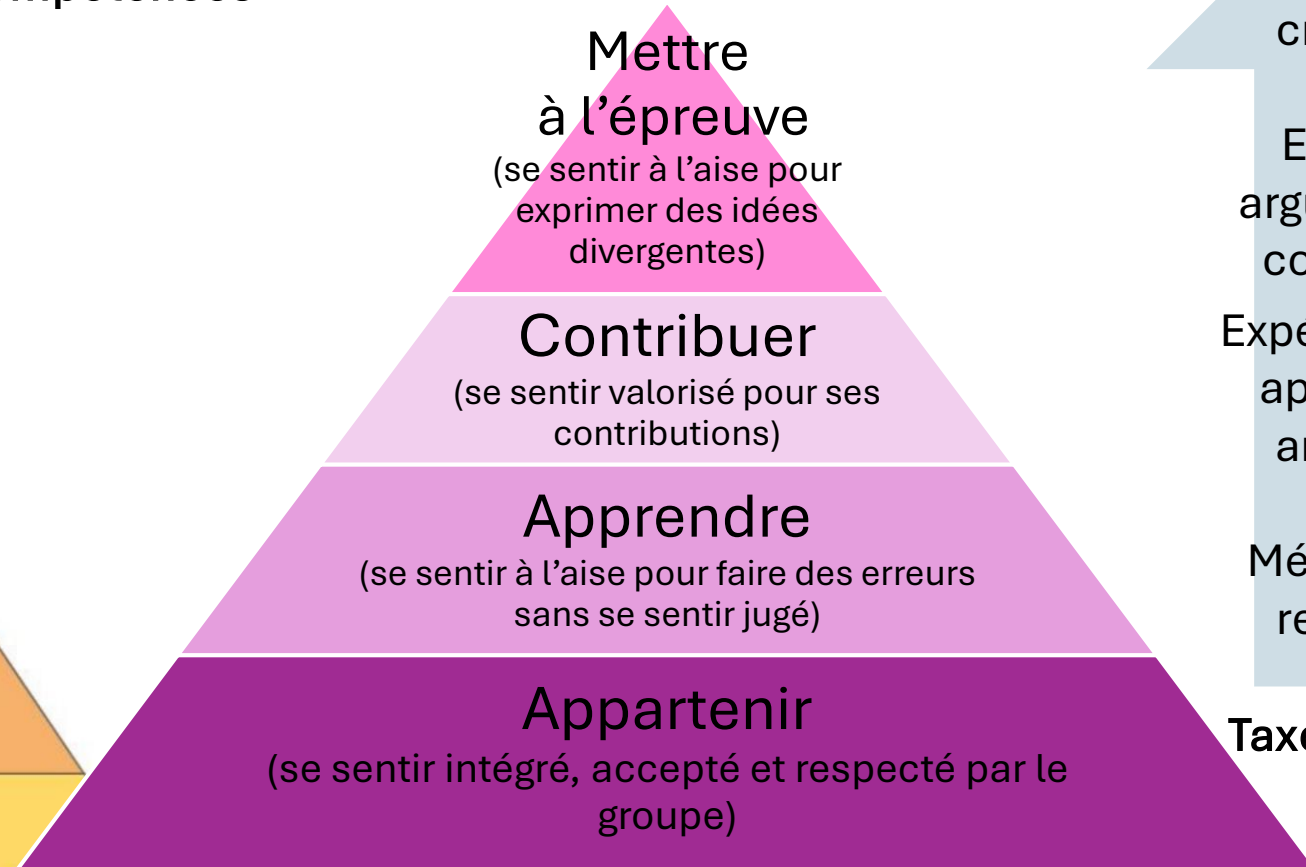 Mettre
à l’épreuve
(se sentir à l’aise pour
exprimer des idées
divergentes)
Contribuer
(se sentir valorisé pour ses
contributions)
Apprendre
(se sentir à l’aise pour faire des erreurs
sans se sentir jugé)
Appartenir
(se sentir intégré, accepté et respecté par le
groupe)